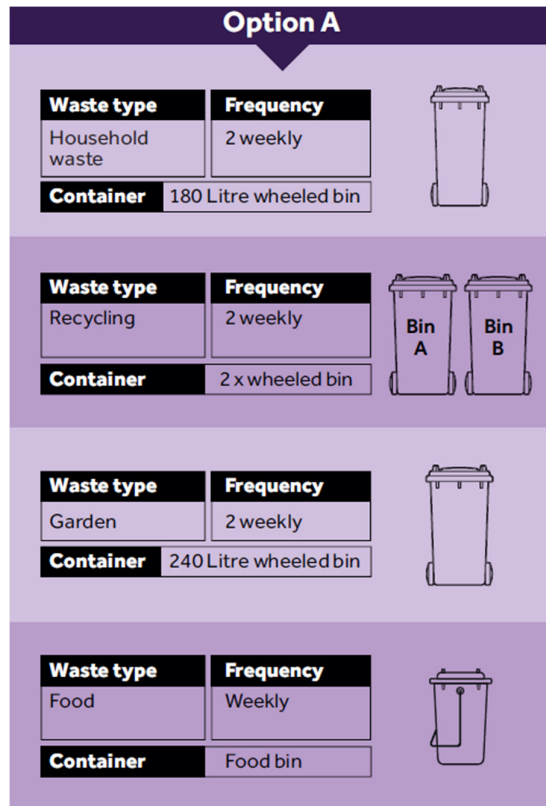 Option A
Waste type Frequency
Household 2 weekly
waste
Container 180 Litre wheeled bin
Waste type Frequency
Recycling 2 weekly
Bin Bin
A B
Container 2 x wheeled bin
Waste type Frequency
Garden 2 weekly
Container 240 Litre wheeled bin
Waste type Frequency
Food Weekly
Container Food bin